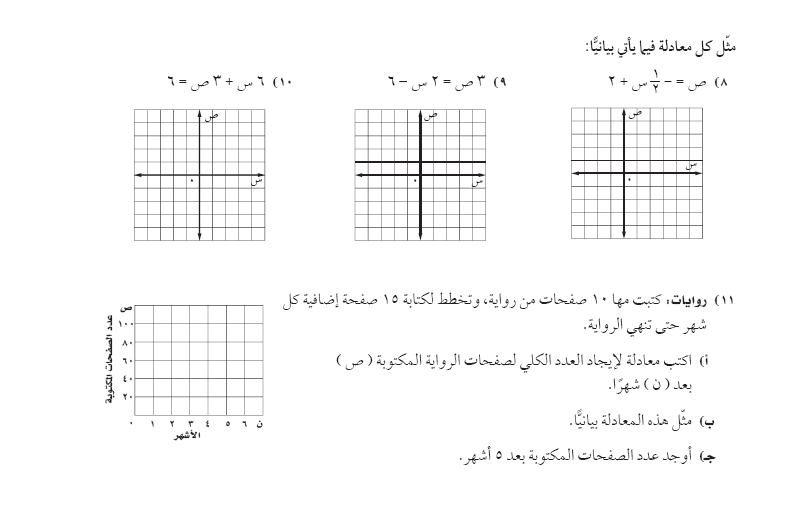 مثّل كل معادلة فيما يأتي بيانيًّا:
٨) ص = – ١/٢ س + ٢
٩) ٣ ص = ٢ س – ٦
١٠) ٦ س + ٣ ص = ٦
ص
س
٠
ص
س
٠
ص
س
٠
١١) روايات: كتبت مها ١٠ صفحات من رواية، وتخطط لكتابة ١٥ صفحة إضافية كل
شهر حتى تنهي الرواية.
أ) اكتب معادلة لإيجاد العدد الكلي لصفحات الرواية المكتوبة ( ص )
بعد ( ن ) شهرًا.
ب) مثّل هذه المعادلة بيانيًّا.
جـ) أوجد عدد الصفحات المكتوبة بعد ٥ أشهر.
عدد الصفحات المكتوبة
ص
١٠٠
٨٠
٦٠
٤٠
٢٠
٠ ١ ٢ ٣ ٤ ٥ ٦ ن
الأشهر